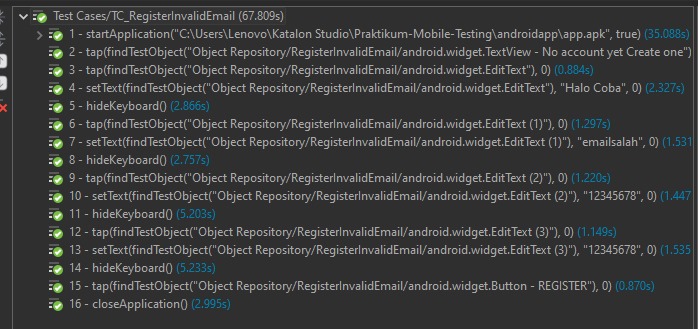 Test Cases/TC_RegisterInvalidEmail (67.809s)
1 - startApplication("C:\Users\Lenovo\Katalon Studio\Praktikum-Mobile-Testing\androidapp\app.apk", true) (35.088s)
2 - tap(findTestObject("Object Repository/RegisterInvalidEmail/android.widget.TextView - No account yet Create one")
3 - tap(findTestObject("Object Repository/RegisterInvalidEmail/android.widget.EditText"), 0) (0.884s)
4 - setText(findTestObject("Object Repository/RegisterInvalidEmail/android.widget.EditText"), "Halo Coba", 0) (2.327s)
5 - hideKeyboard() (2.866s)
6 - tap(findTestObject("Object Repository/RegisterInvalidEmail/android.widget.EditText (1)"), 0) (1.297s)
7 - setText(findTestObject("Object Repository/RegisterInvalidEmail/android.widget.EditText (1)"), "emailsalah", 0) (1.531
8 - hideKeyboard() (2.757s)
9 - tap(findTestObject("Object Repository/RegisterInvalidEmail/android.widget.EditText (2)"), 0) (1.220s)
10 - setText(findTestObject("Object Repository/RegisterInvalidEmail/android.widget.EditText (2)"), "12345678", 0) (1.447
11 - hideKeyboard() (5.203s)
12 - tap(findTestObject("Object Repository/RegisterInvalidEmail/android.widget.EditText (3)"), 0) (1.149s)
13 - setText(findTestObject("Object Repository/RegisterInvalidEmail/android.widget.EditText (3)"), "12345678", 0) (1.535
14 - hideKeyboard() (5.233s)
15 - tap(findTestObject("Object Repository/RegisterInvalidEmail/android.widget.Button - REGISTER"), 0) (0.870s)
16 - closeApplication() (2.995s)